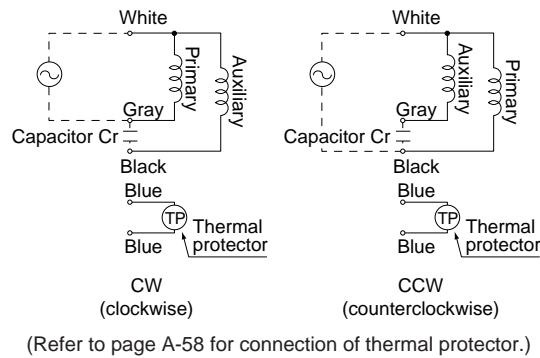 White
Primary
Auxiliary
Gray
Capacitor Cr
Black
Blue
TP
Thermal
protector
Blue
CW
(clockwise)
White
Auxiliary
Primary
Gray
Capacitor Cr
Black
Blue
TP
Thermal
protector
Blue
CCW
(counterclockwise)
(Refer to page A-58 for connection of thermal protector.)